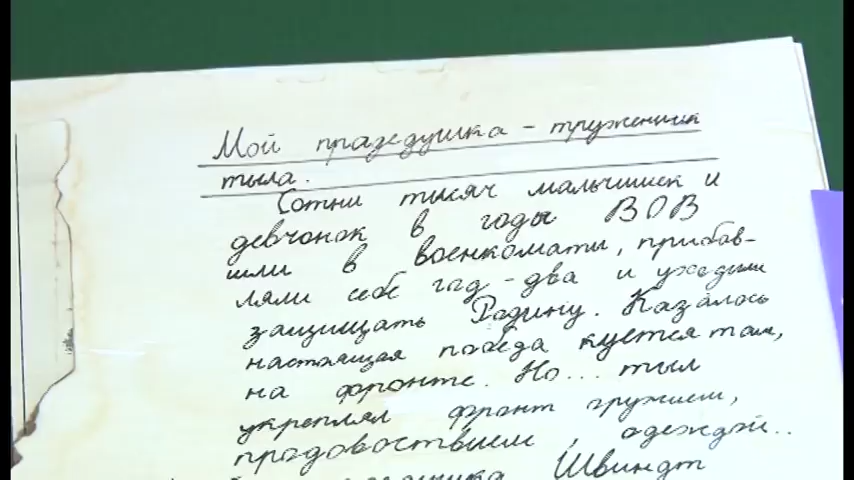 Мой прадедушка - труженик
тыла.
Сотни тысяч мальчишек и
девчонок в годы ВОВ
шли в военкоматы, прибав-
ляли себе год-два и уходили
защищать Родину. Казалось
настоящая победа куется там,
на фронте. Но... тыл
укреплял фронт оружием,
продовоствием, одеждой..
Швиндт